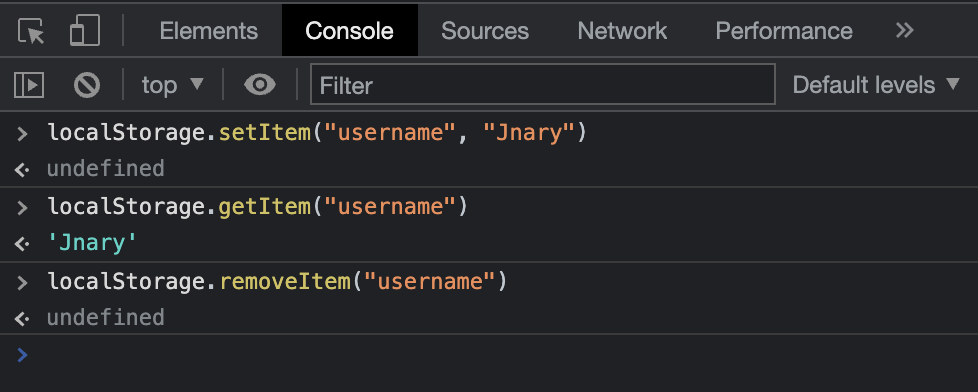 Elements Console Sources Network Performance »
top ▼ Filter Default levels ▼
> localStorage.setItem("username", "Jnary")
<· undefined
> localStorage.getItem("username")
<· 'Jnary'
> localStorage.removeItem("username")
<· undefined
>